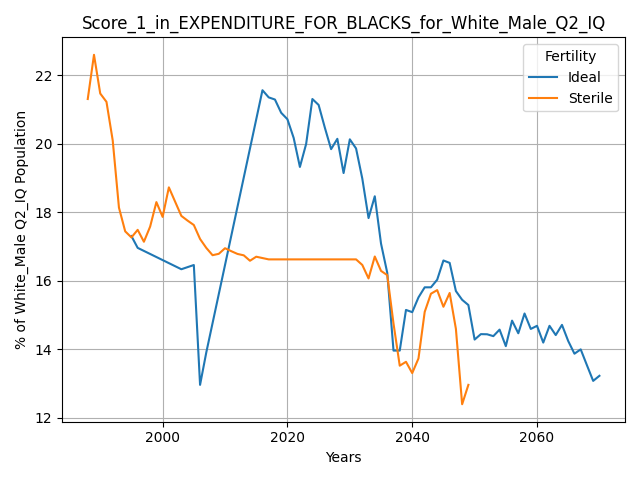 Score_1_in_EXPENDITURE_FOR_BLACKS_for_White_Male_Q2_IQ
Fertility
Ideal
Sterile
% of White_Male Q2_IQ Population
22
20
18
16
14
12
2000
2020
2040
2060
Years